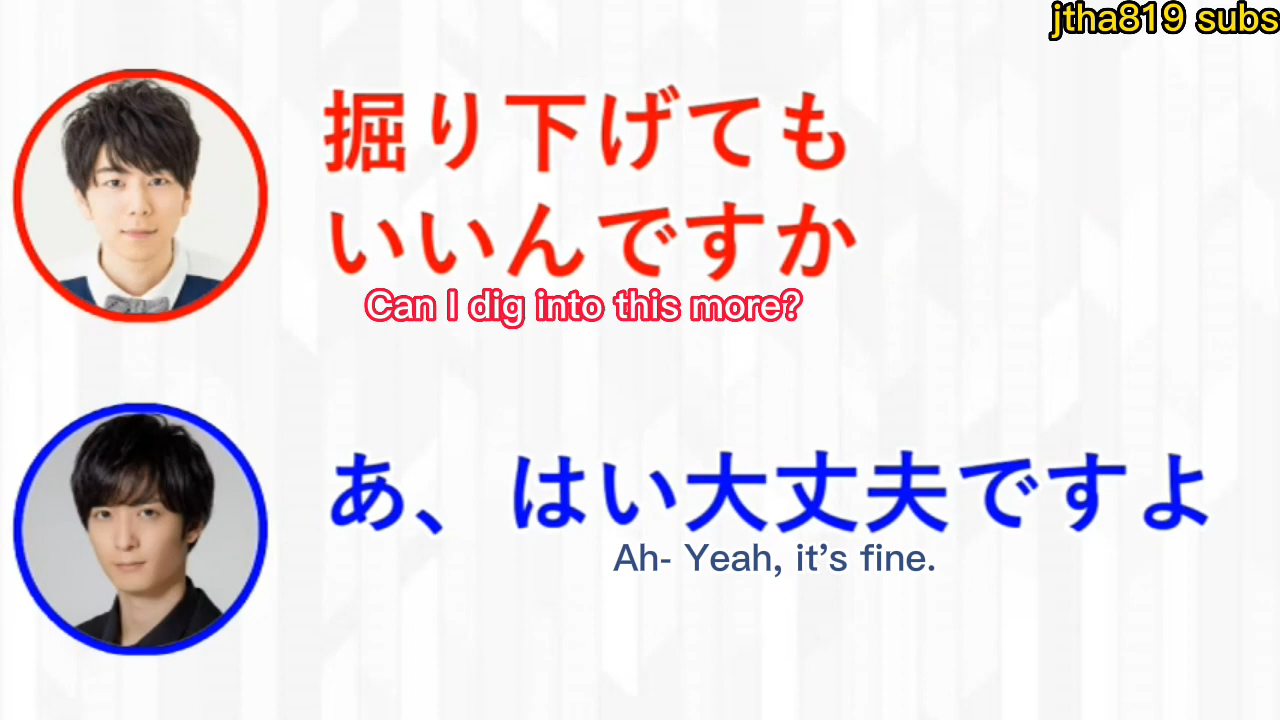 jtha819 subs
掘り下げても
いいんですか
Can I dig into this more?
あ、はい大丈夫ですよ
Ah- Yeah, it’s fine.